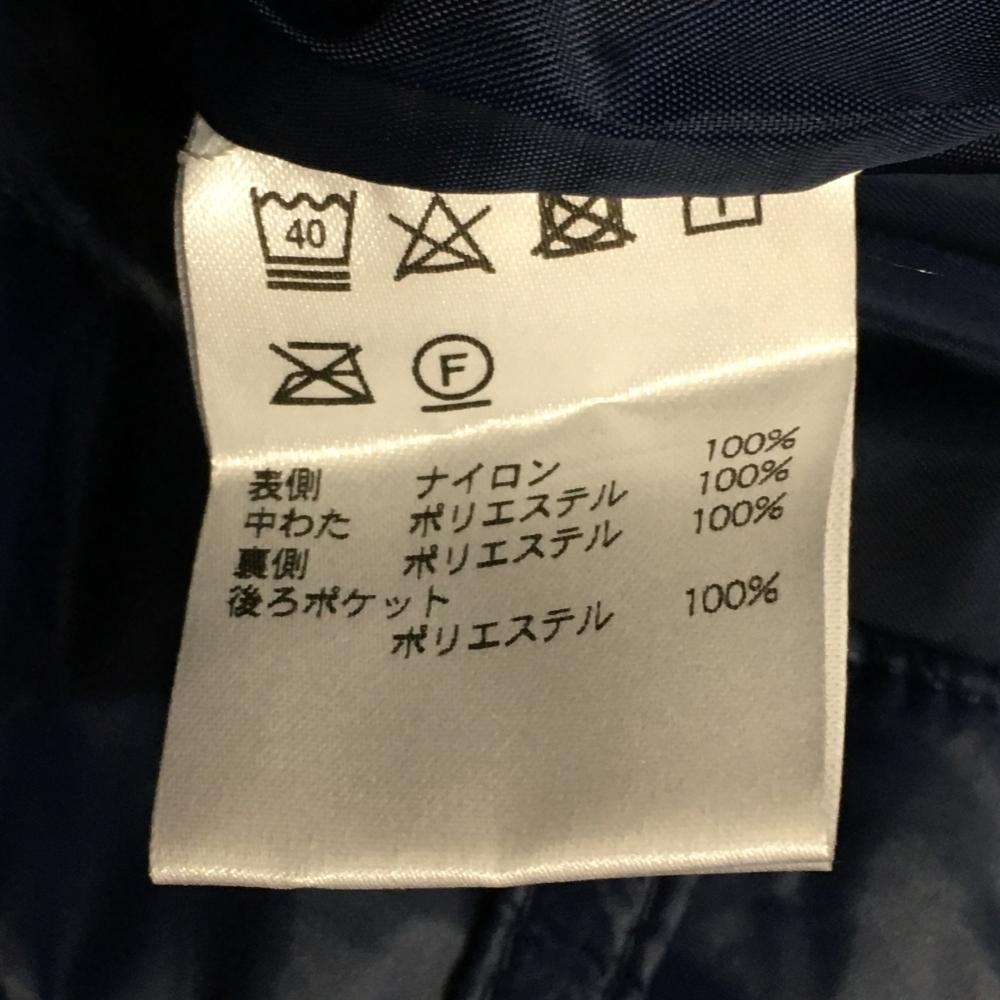 40
F
表側 ナイロン 100%
中わた ポリエステル 100%
裏側 ポリエステル 100%
後ろポケット
ポリエステル 100%